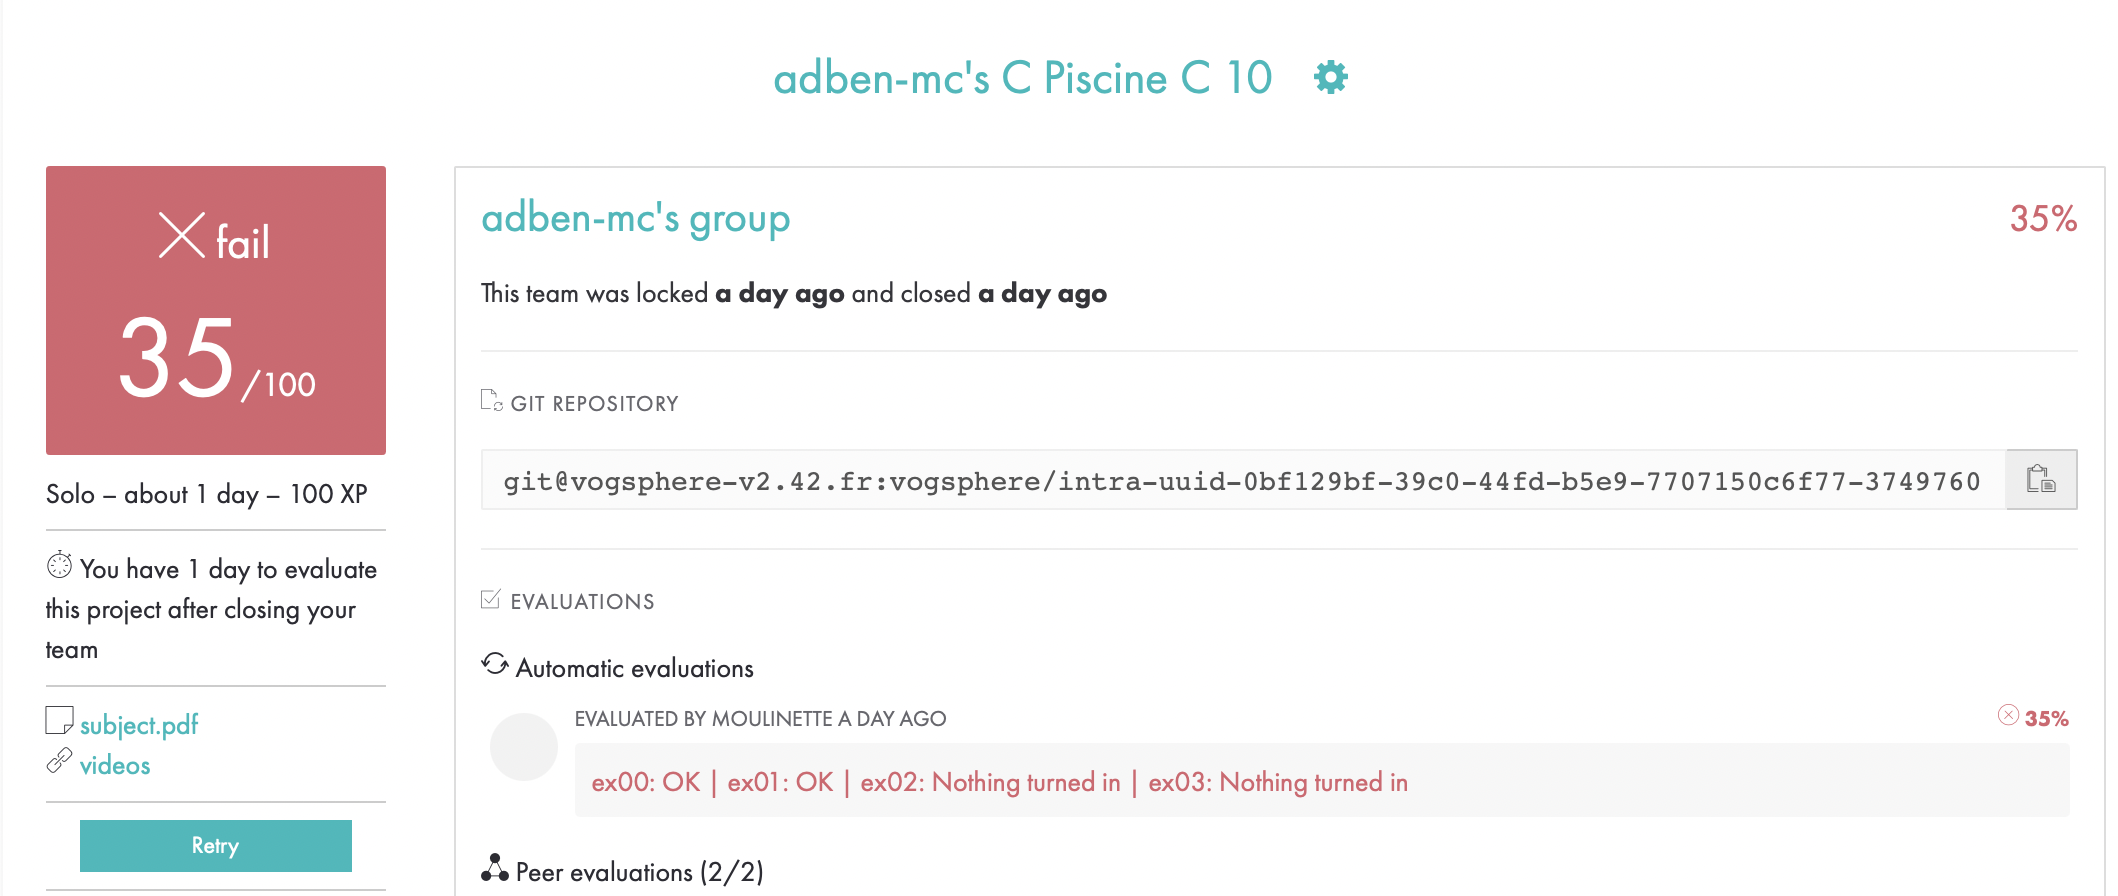 adben-mc's C Piscine C 10
fail
35/100
Solo – about 1 day – 100 XP
You have 1 day to evaluate
this project after closing your
team
subject.pdf
videos
Retry
adben-mc's group
35%
This team was locked a day ago and closed a day ago
GIT REPOSITORY
git@vogsphere-v2.42.fr:vogsphere/intra-uuid-0bf129bf-39c0-44fd-b5e9-7707150c6f77-3749760
EVALUATIONS
Automatic evaluations
EVALUATED BY MOULINETTE A DAY AGO
35%
ex00: OK | ex01: OK | ex02: Nothing turned in | ex03: Nothing turned in
Peer evaluations (2/2)